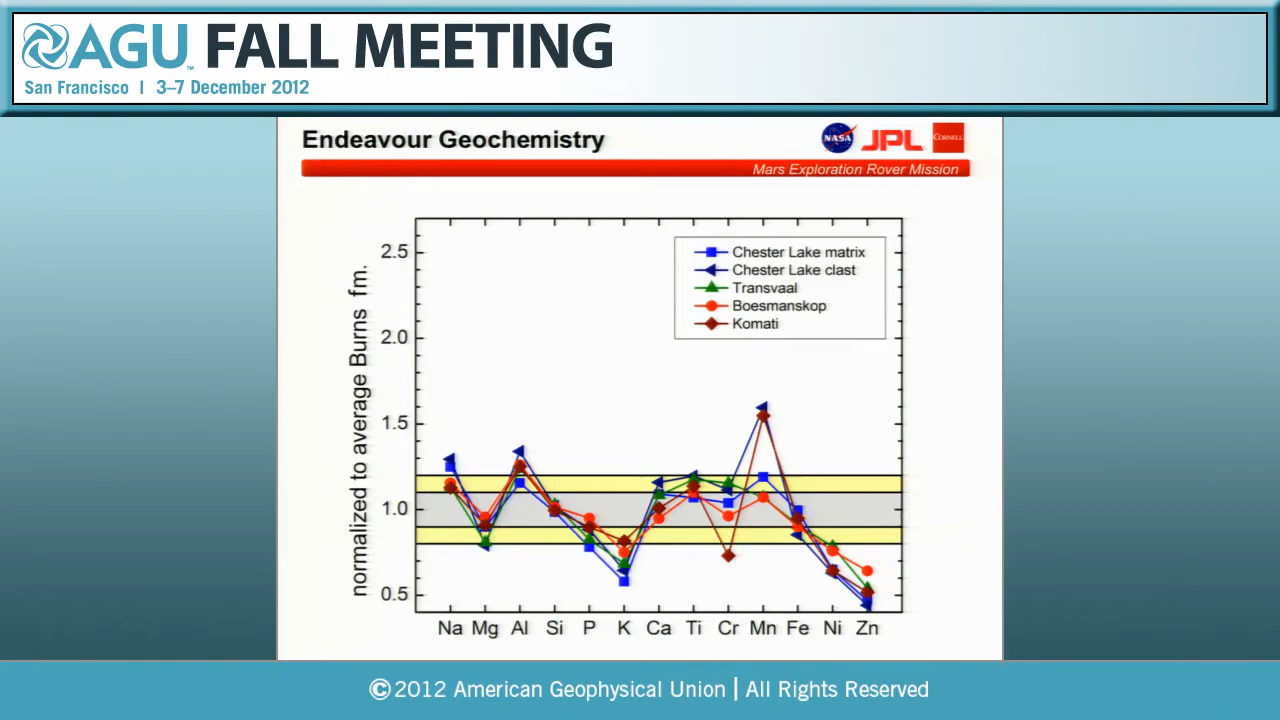 AGU FALL MEETING
San Francisco | 3–7 December 2012
Endeavour Geochemistry
NASA
JPL
CORNELL
Mars Exploration Rover Mission
normalized to average Burns fm.
2.5
2.0
1.5
1.0
0.5
Chester Lake matrix
Chester Lake clast
Transvaal
Boesmanskop
Komati
Na Mg Al Si P K Ca Ti Cr Mn Fe Ni Zn
©2012 American Geophysical Union | All Rights Reserved